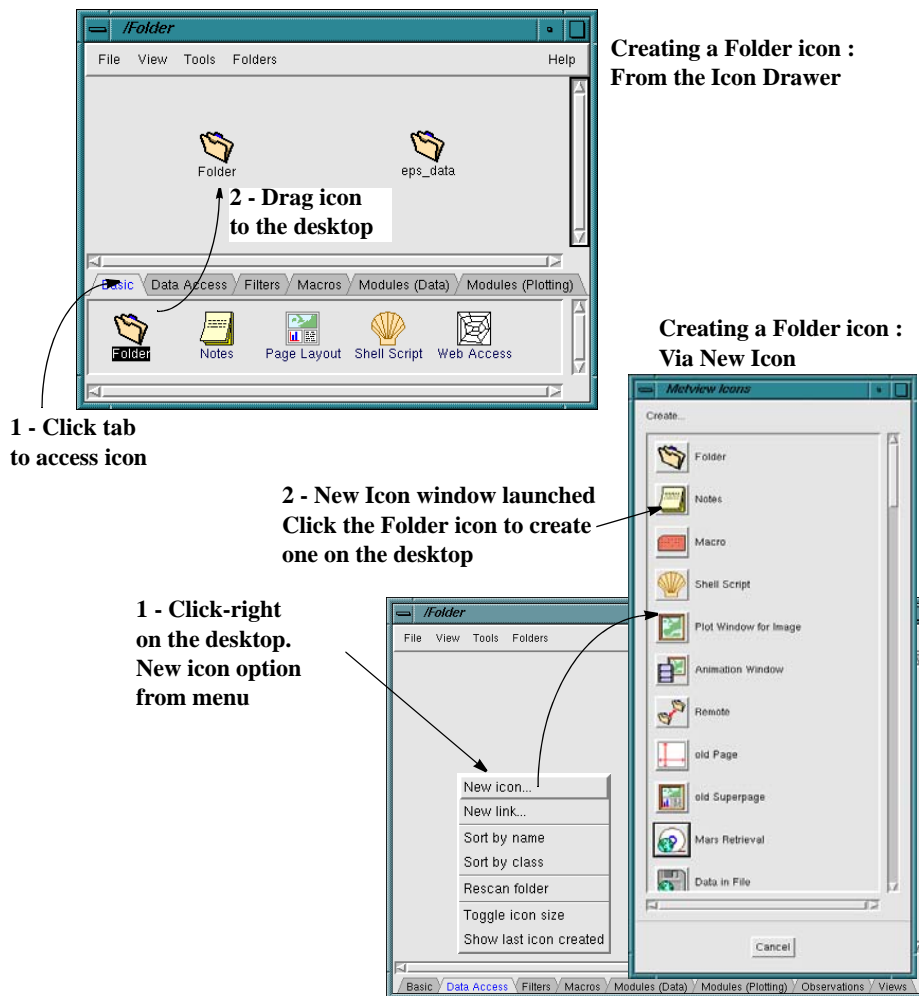 /Folder
File View Tools Folders Help
Folder
eps_data
2 - Drag icon
to the desktop
Basic Data Access Filters Macros Modules (Data) Modules (Plotting)
Folder Notes Page Layout Shell Script Web Access
1 - Click tab
to access icon
Creating a Folder icon :
From the Icon Drawer
Creating a Folder icon :
Via New Icon
Metview Icons
Create...
Folder
Notes
Macro
Shell Script
Plot Window for Image
Animation Window
Remote
old Page
old Superpage
Mars Retrieval
Data in File
Cancel
2 - New Icon window launched
Click the Folder icon to create
one on the desktop
1 - Click-right
on the desktop.
New icon option
from menu
/Folder
File View Tools Folders
New icon...
New link...
Sort by name
Sort by class
Rescan folder
Toggle icon size
Show last icon created
Basic Data Access Filters Macros Modules (Data) Modules (Plotting) Observations Views